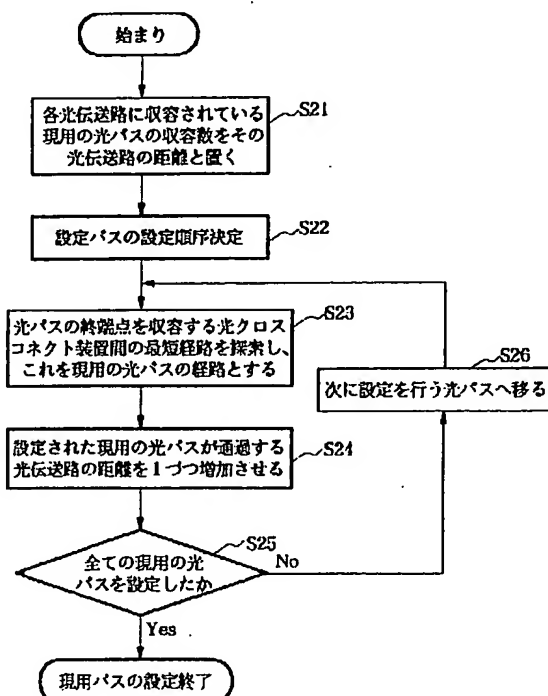 始まり
各光伝送路に収容されている
現用の光パスの収容数をその
光伝送路の距離と置く
S21
設定パスの設定順序決定
S22
光パスの終端点を収容する光クロス
コネクト装置間の最短経路を探索し、
これを現用の光パスの経路とする
S23
S26
次に設定を行う光パスへ移る
設定された現用の光パスが通過する
光伝送路の距離を1づつ増加させる
S24
S25
全ての現用の光
パスを設定したか
No
Yes
現用パスの設定終了